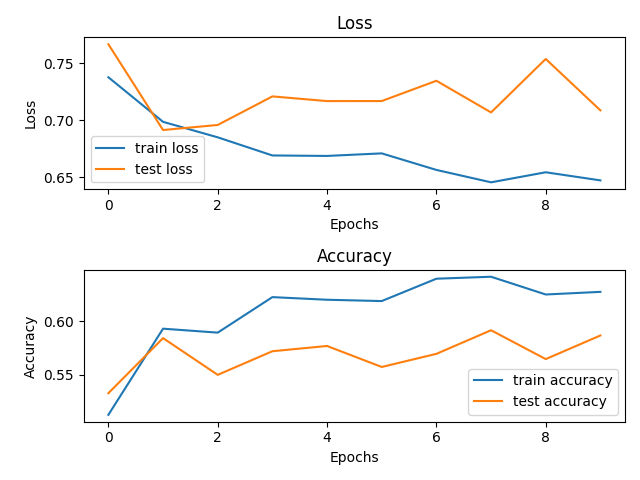 Loss
0.75
0.70
0.65
Loss
train loss
test loss
0 2 4 6 8
Epochs
Accuracy
0.60
0.55
Accuracy
train accuracy
test accuracy
0 2 4 6 8
Epochs